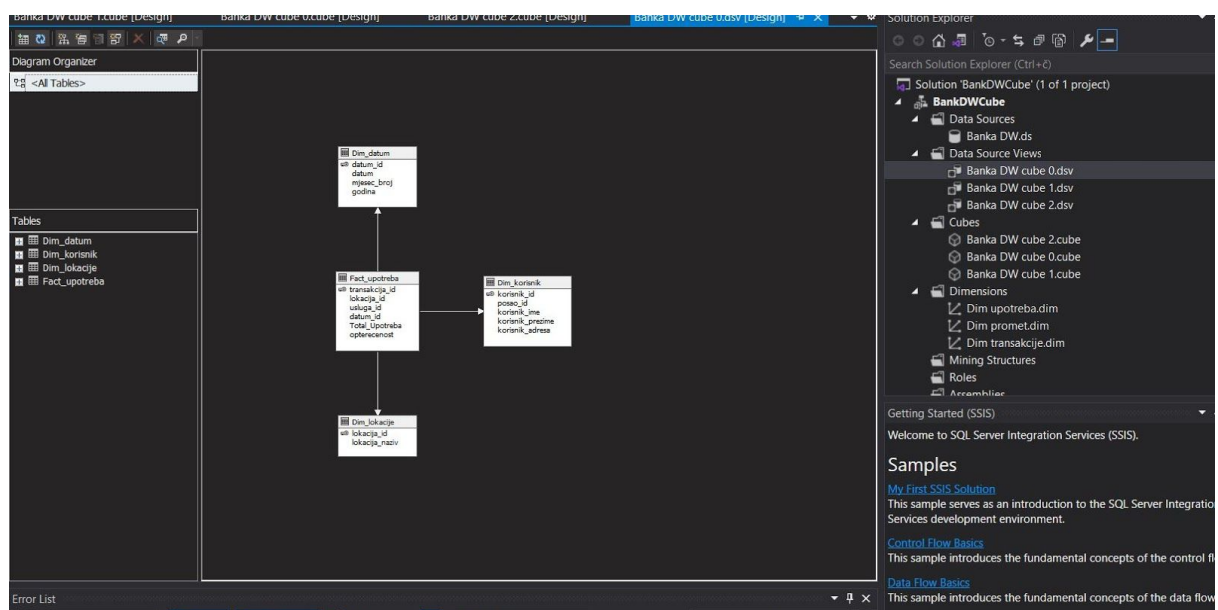 Banka DW cube 1.cube [Design]
Banka DW cube 0.cube [Design]
Banka DW cube 2.cube [Design]
Banka DW cube 0.dsv [Design]
Diagram Organizer
<All Tables>
Tables
Dim_datum
Dim_korisnik
Dim_lokacije
Fact_upotreba
Dim_datum
datum_id
datum
mjesec_broj
godina
Fact_upotreba
transakcija_id
lokacija_id
usluga_id
datum_id
Total_Upotreba
opterecenost
Dim_korisnik
korisnik_id
posao_id
korisnik_ime
korisnik_prezime
korisnik_adresa
Dim_lokacije
lokacija_id
lokacija_naziv
Error List
Solution Explorer
Search Solution Explorer (Ctrl+č)
Solution 'BankDWCube' (1 of 1 project)
BankDWCube
Data Sources
Banka DW.ds
Data Source Views
Banka DW cube 0.dsv
Banka DW cube 1.dsv
Banka DW cube 2.dsv
Cubes
Banka DW cube 2.cube
Banka DW cube 0.cube
Banka DW cube 1.cube
Dimensions
Dim upotreba.dim
Dim promet.dim
Dim transakcije.dim
Mining Structures
Roles
Assemblies
Getting Started (SSIS)
Welcome to SQL Server Integration Services (SSIS).
Samples
My First SSIS Solution
This sample serves as an introduction to the SQL Server Integratio
Services development environment.
Control Flow Basics
This sample introduces the fundamental concepts of the control fl
Data Flow Basics
This sample introduces the fundamental concepts of the data flow